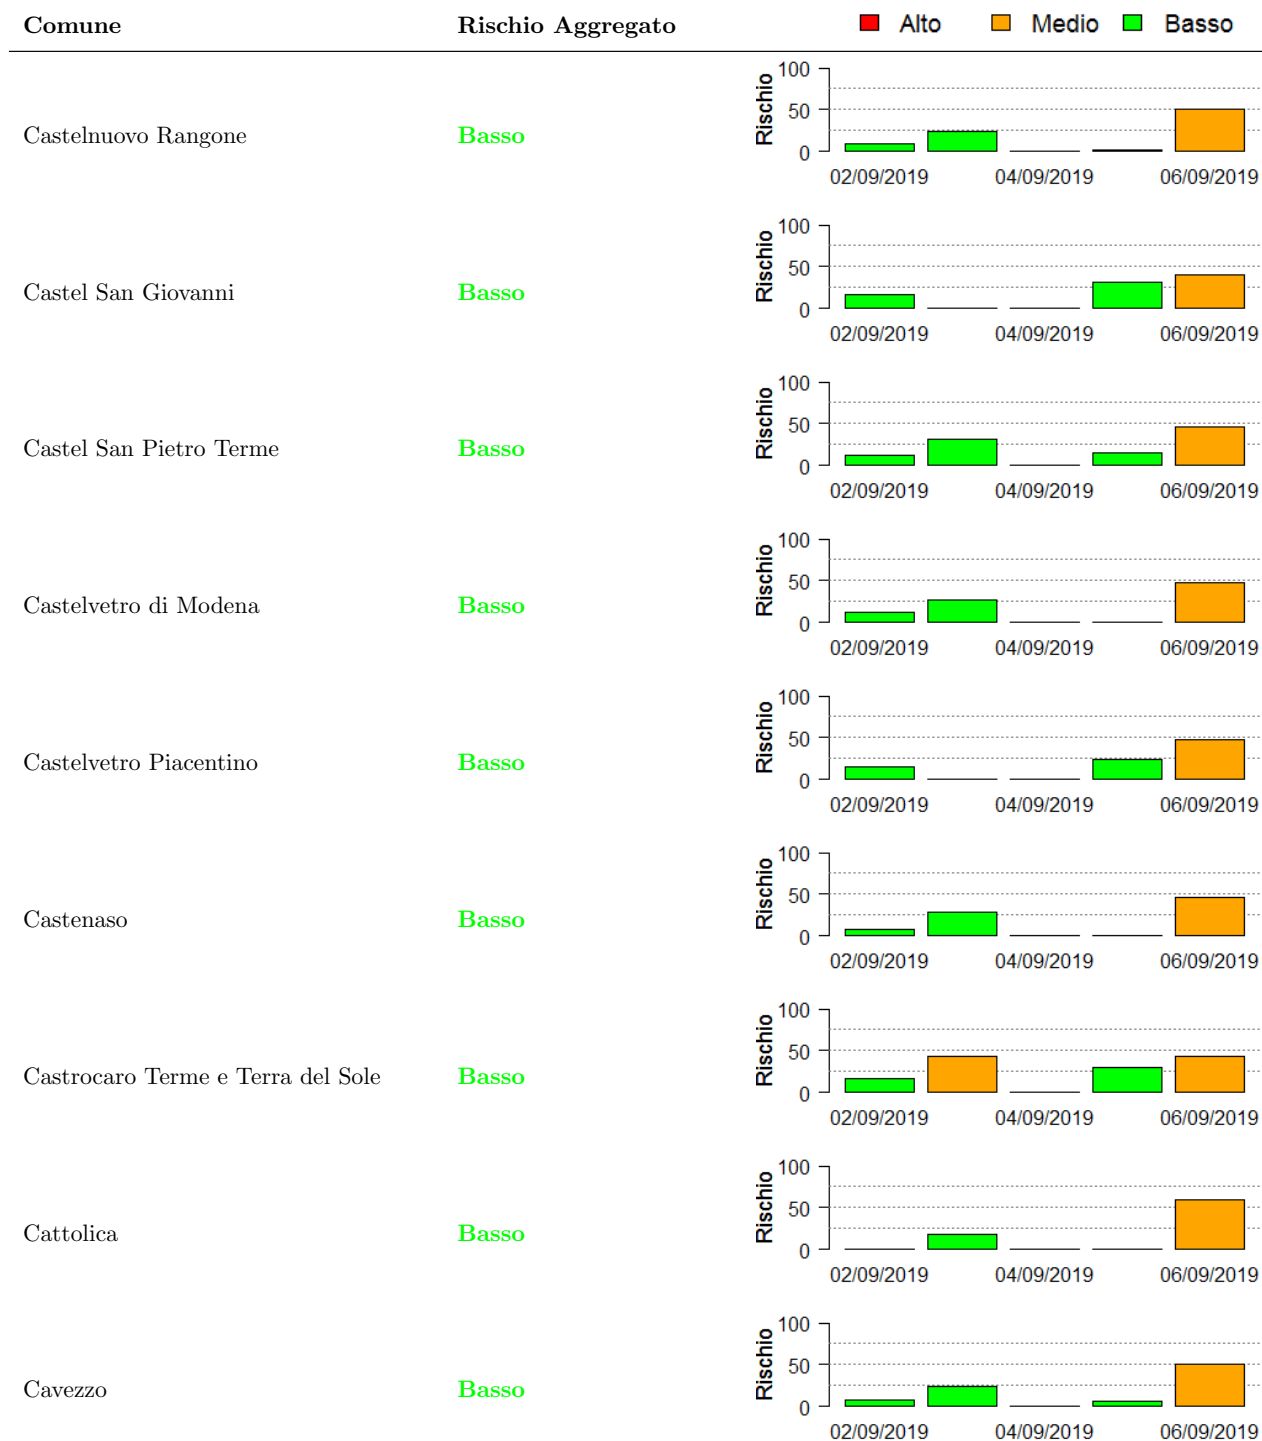 Comune Rischio Aggregato Alto Medio Basso
Castelnuovo Rangone Basso Rischio 100 50 0
02/09/2019 04/09/2019 06/09/2019
Castel San Giovanni Basso Rischio 100 50 0
02/09/2019 04/09/2019 06/09/2019
Castel San Pietro Terme Basso Rischio 100 50 0
02/09/2019 04/09/2019 06/09/2019
Castelvetro di Modena Basso Rischio 100 50 0
02/09/2019 04/09/2019 06/09/2019
Castelvetro Piacentino Basso Rischio 100 50 0
02/09/2019 04/09/2019 06/09/2019
Castenaso Basso Rischio 100 50 0
02/09/2019 04/09/2019 06/09/2019
Castrocaro Terme e Terra del Sole Basso Rischio 100 50 0
02/09/2019 04/09/2019 06/09/2019
Cattolica Basso Rischio 100 50 0
02/09/2019 04/09/2019 06/09/2019
Cavezzo Basso Rischio 100 50 0
02/09/2019 04/09/2019 06/09/2019